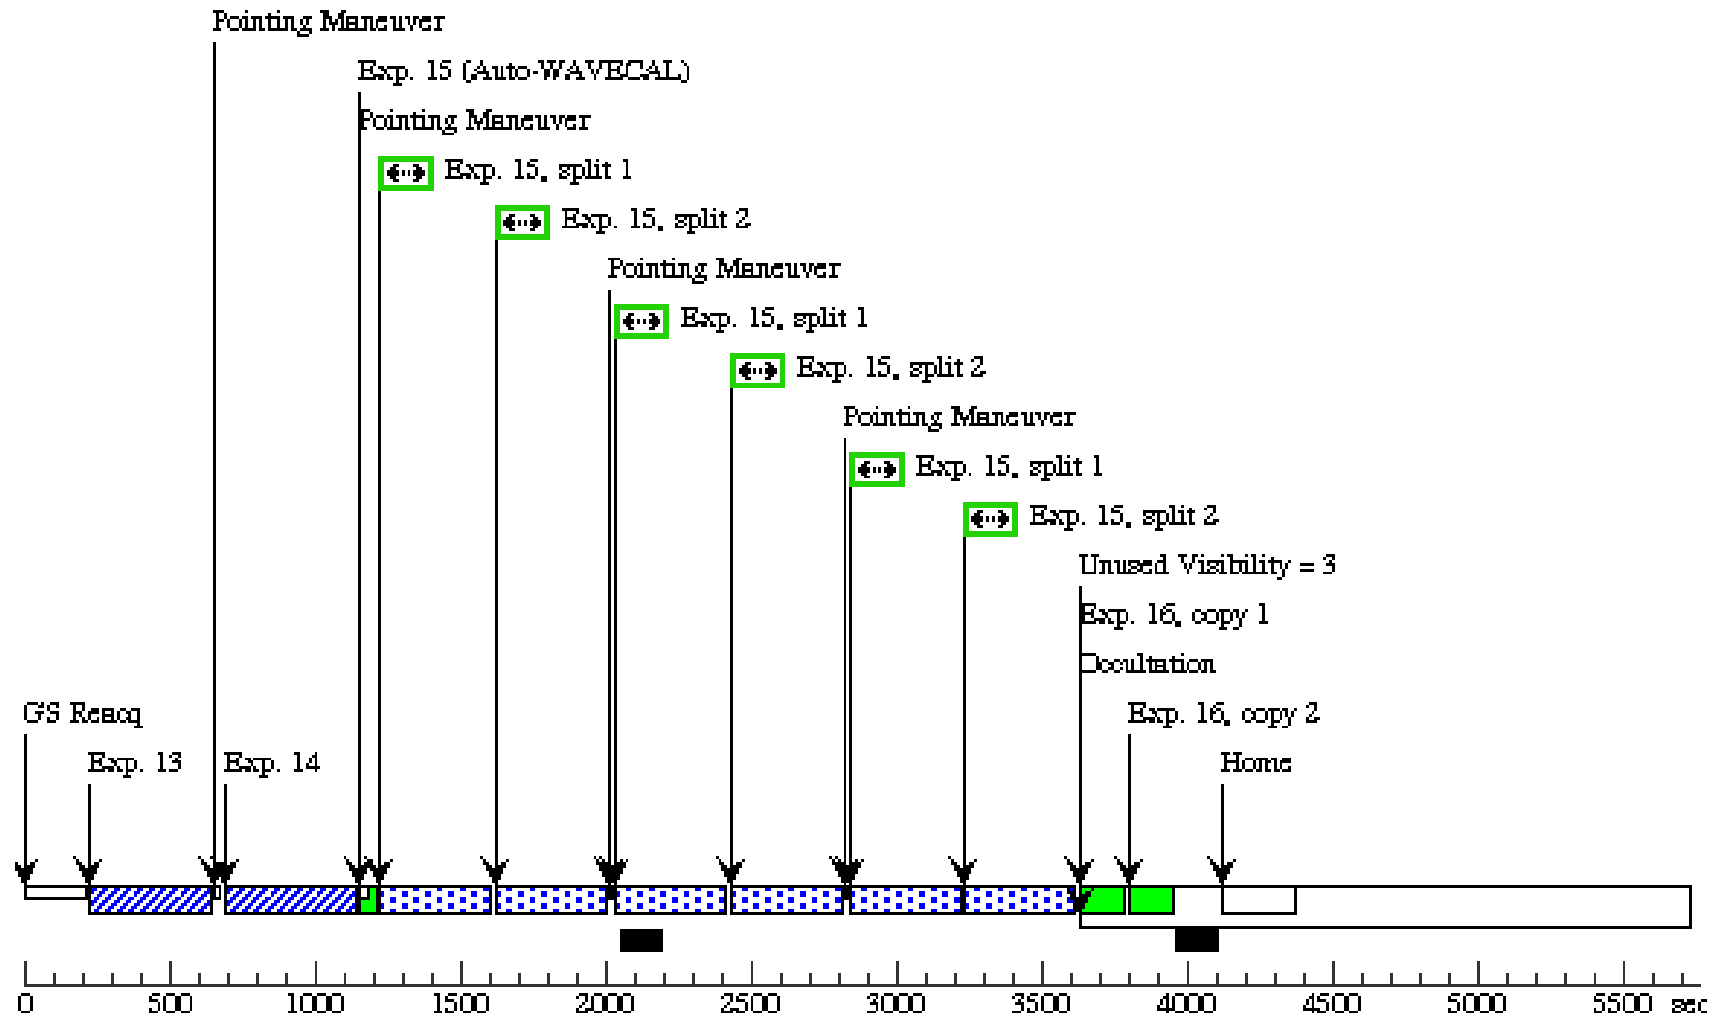 Pointing Maneuver
Exp. 15 (Auto-WAVECAL)
Pointing Maneuver
Exp. 15, split 1
Exp. 15, split 2
Pointing Maneuver
Exp. 15, split 1
Exp. 15, split 2
Pointing Maneuver
Exp. 15, split 1
Exp. 15, split 2
Unused Visibility = 3
Exp. 16, copy 1
Occultation
GS Reacq
Exp. 16, copy 2
Exp. 13
Exp. 14
Home
0 500 1000 1500 2000 2500 3000 3500 4000 4500 5000 5500 sec